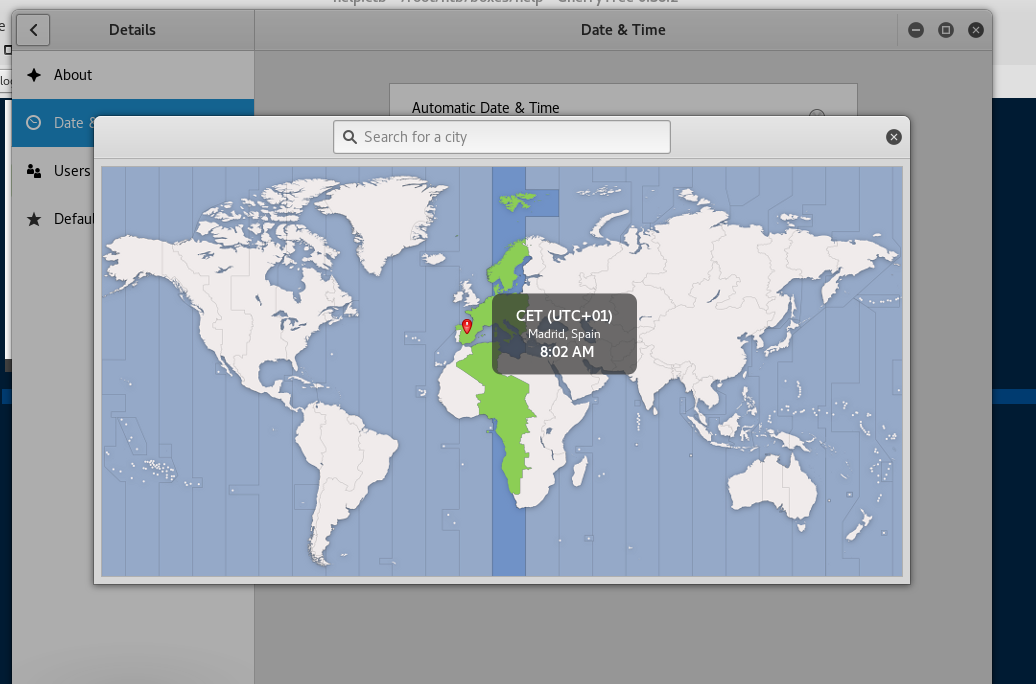 Details
Date & Time
About
Automatic Date & Time
Date &
Search for a city
Users
Defaul
CET (UTC+01)
Madrid, Spain
8:02 AM